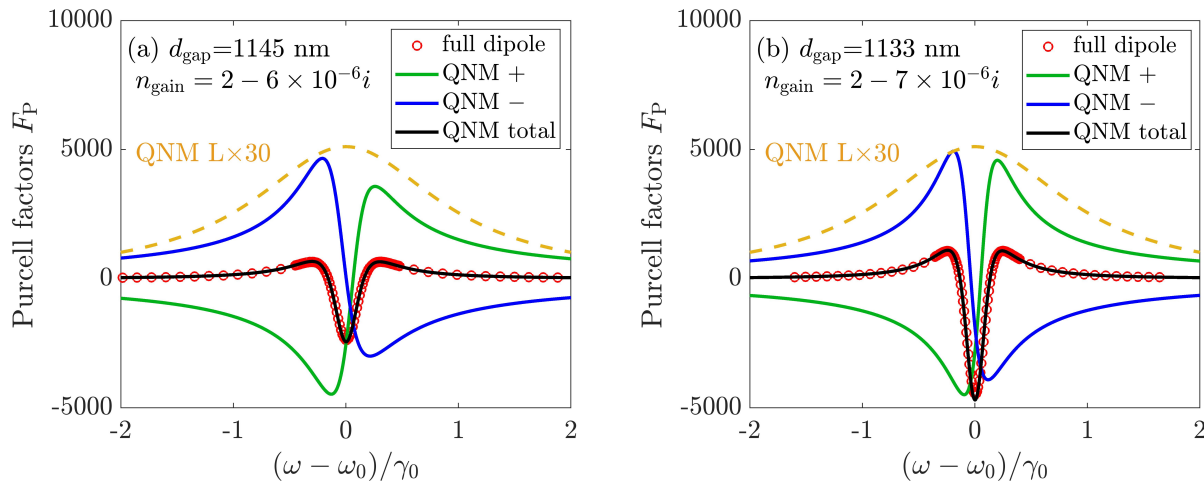 10000
(a) d_gap=1145 nm
n_gain = 2 − 6 × 10^−6 i
full dipole
QNM +
QNM −
QNM total
QNM L×30
5000
0
-5000
Purcell factors F_P
-2 -1 0 1 2
(ω − ω_0)/γ_0
10000
(b) d_gap=1133 nm
n_gain = 2 − 7 × 10^−6 i
full dipole
QNM +
QNM −
QNM total
QNM L×30
5000
0
-5000
Purcell factors F_P
-2 -1 0 1 2
(ω − ω_0)/γ_0